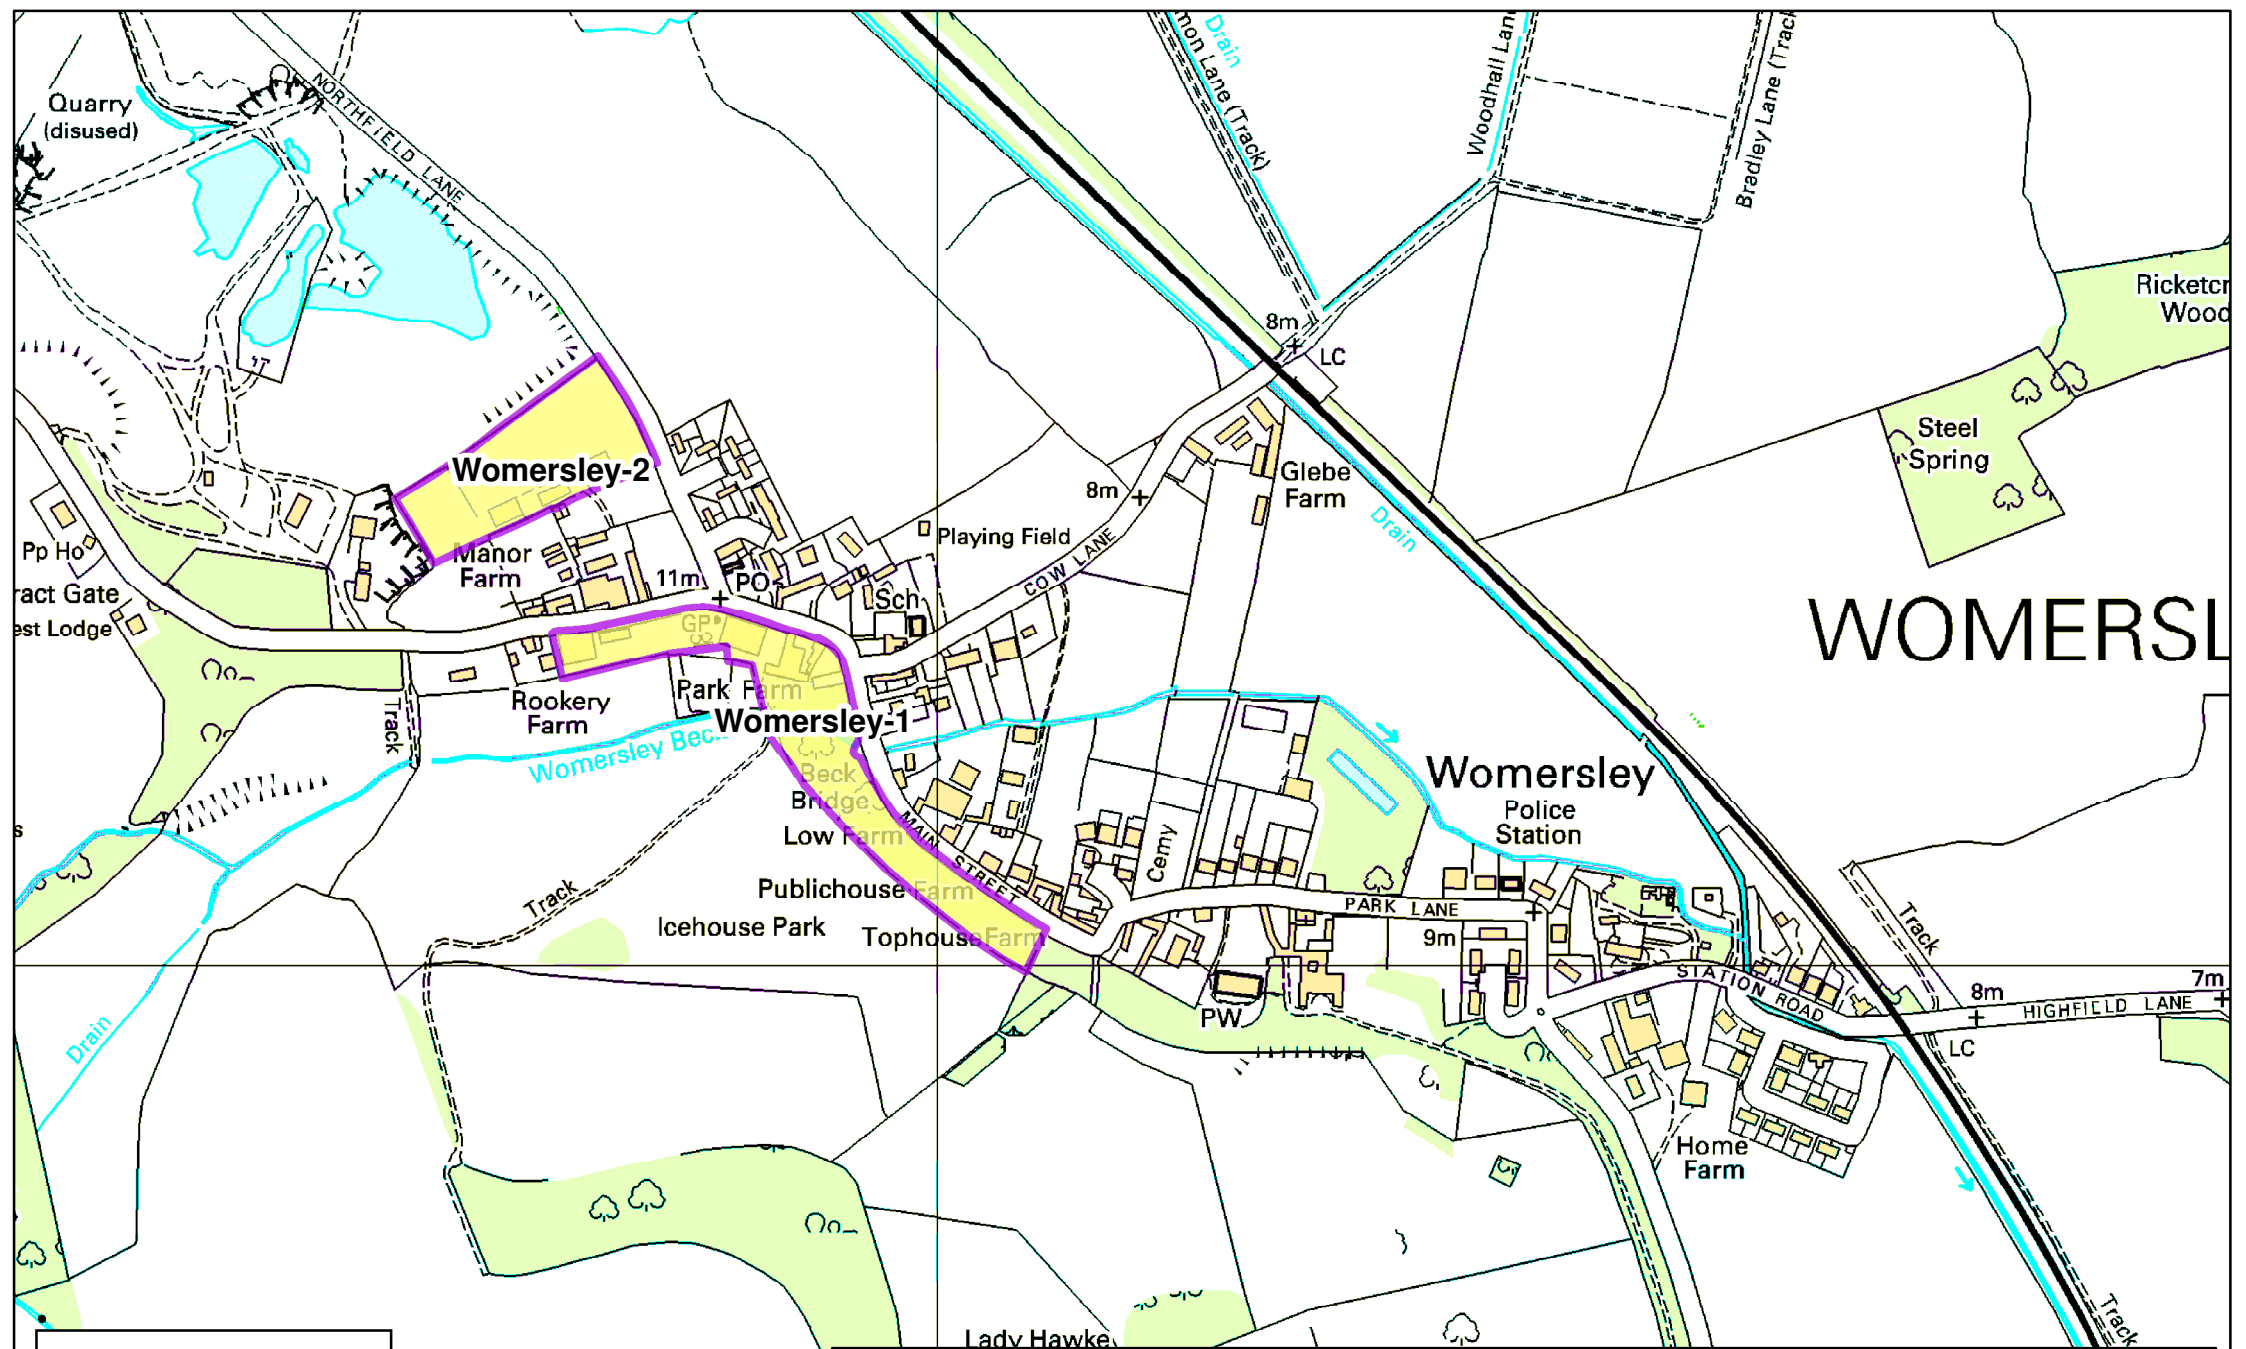 Drain
mon Lane (Track)
Woodhall Lane
Bradley Lane (Track
Quarry
(disused)
NORTHFIELD LANE
Ricketcr
Wood
8m
LC
Steel
Spring
Womersley-2
Glebe
Farm
8m
Drain
Playing Field
Pp Ho
Manor
Farm
11m
PO
COW LANE
ract Gate
Sch
est Lodge
GP
WOMERSL
Rookery
Farm
Park Farm
Track
Womersley-1
Womersley Bec
Beck
Bridge
Womersley
Police
Station
Low Farm
MAIN STREET
Cemy
Publichouse Farm
Track
Icehouse Park
Tophouse Farm
PARK LANE
9m
Track
STATION ROAD
7m
8m
HIGHFIELD LANE
PW
LC
Drain
Home
Farm
Track
Lady Hawke